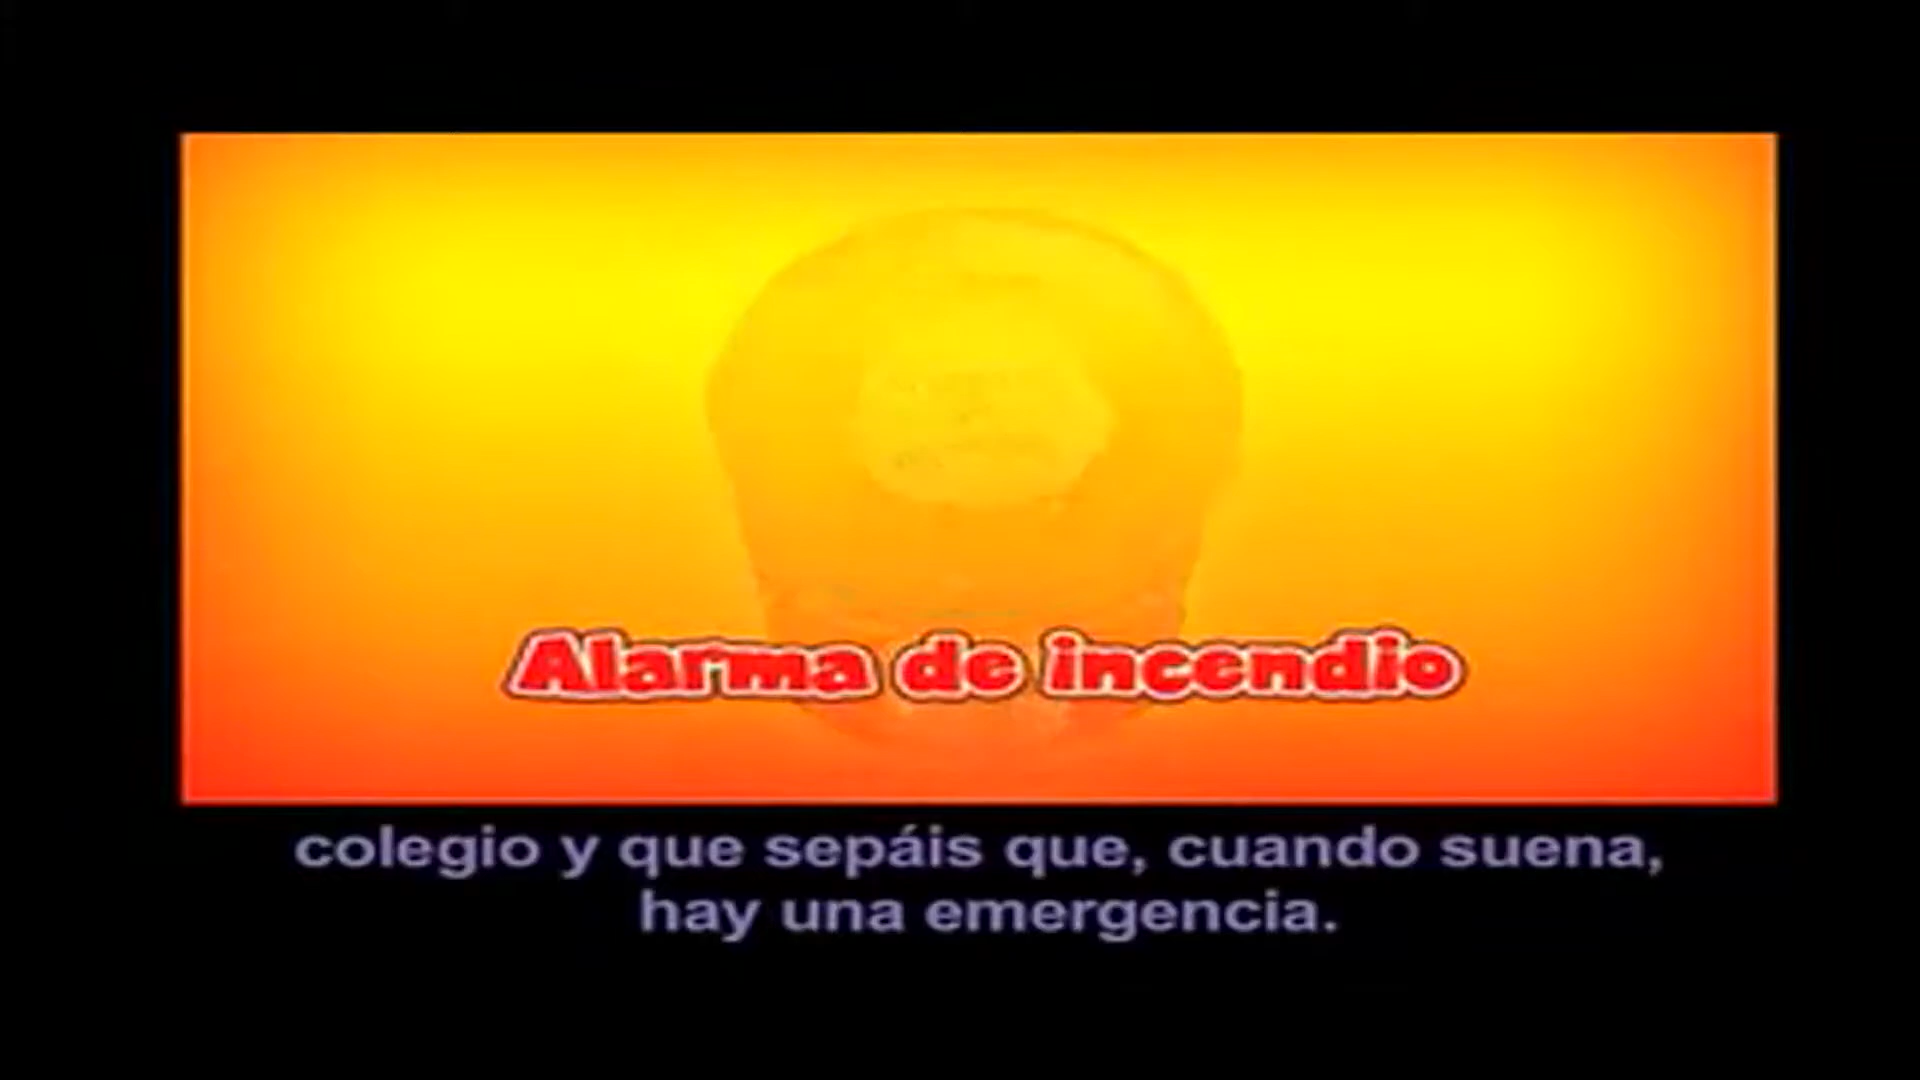 Alarma de incendio
colegio y que sepáis que, cuando suena,
hay una emergencia.